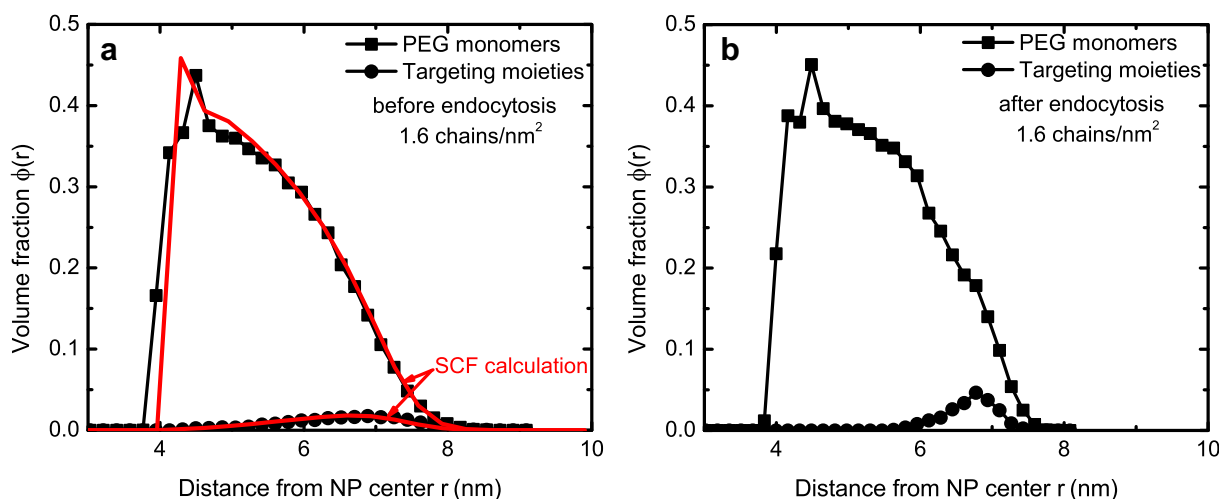 a
PEG monomers
Targeting moieties
before endocytosis
1.6 chains/nm²
SCF calculation
Volume fraction ϕ(r)
0.5
0.4
0.3
0.2
0.1
0.0
4 6 8 10
Distance from NP center r (nm)
b
PEG monomers
Targeting moieties
after endocytosis
1.6 chains/nm²
Volume fraction ϕ(r)
0.5
0.4
0.3
0.2
0.1
0.0
4 6 8 10
Distance from NP center r (nm)